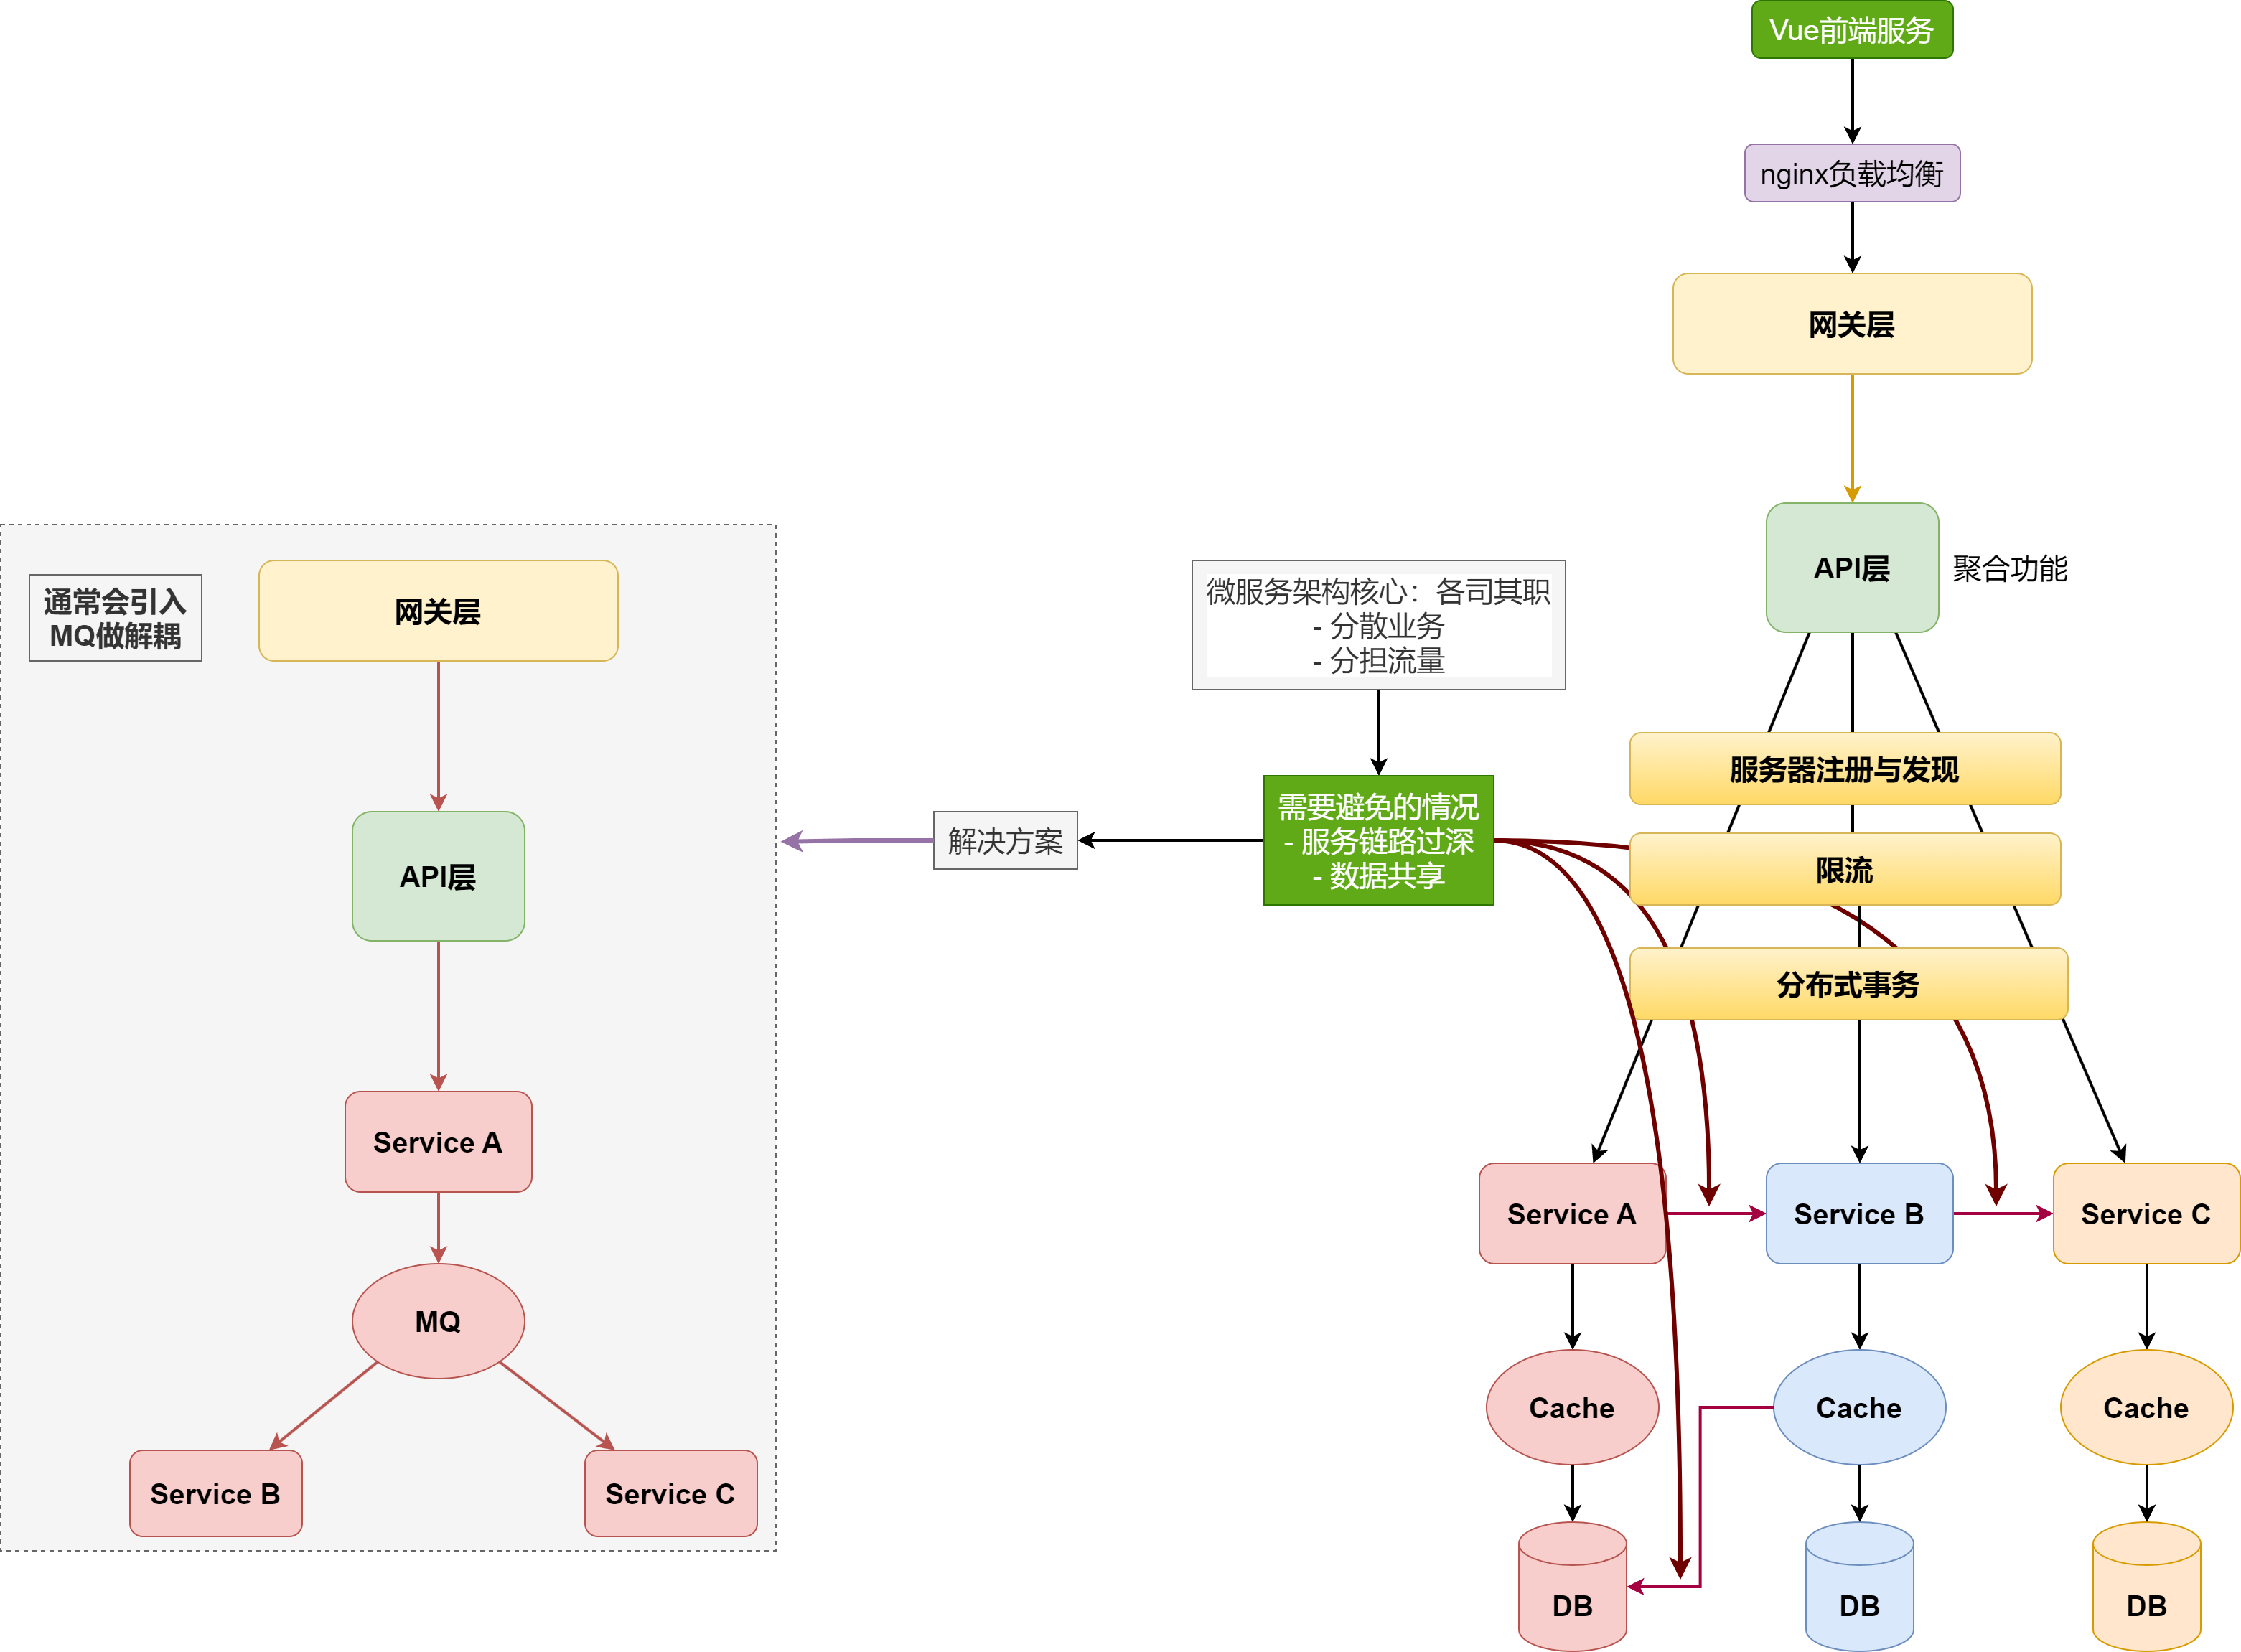 Vue前端服务
nginx负载均衡
网关层
API层
聚合功能
通常会引入
MQ做解耦
网关层
微服务架构核心：各司其职
- 分散业务
- 分担流量
服务器注册与发现
需要避免的情况
- 服务链路过深
- 数据共享
解决方案
限流
API层
分布式事务
Service A
Service A
Service B
Service C
MQ
Cache
Cache
Cache
Service B
Service C
DB
DB
DB